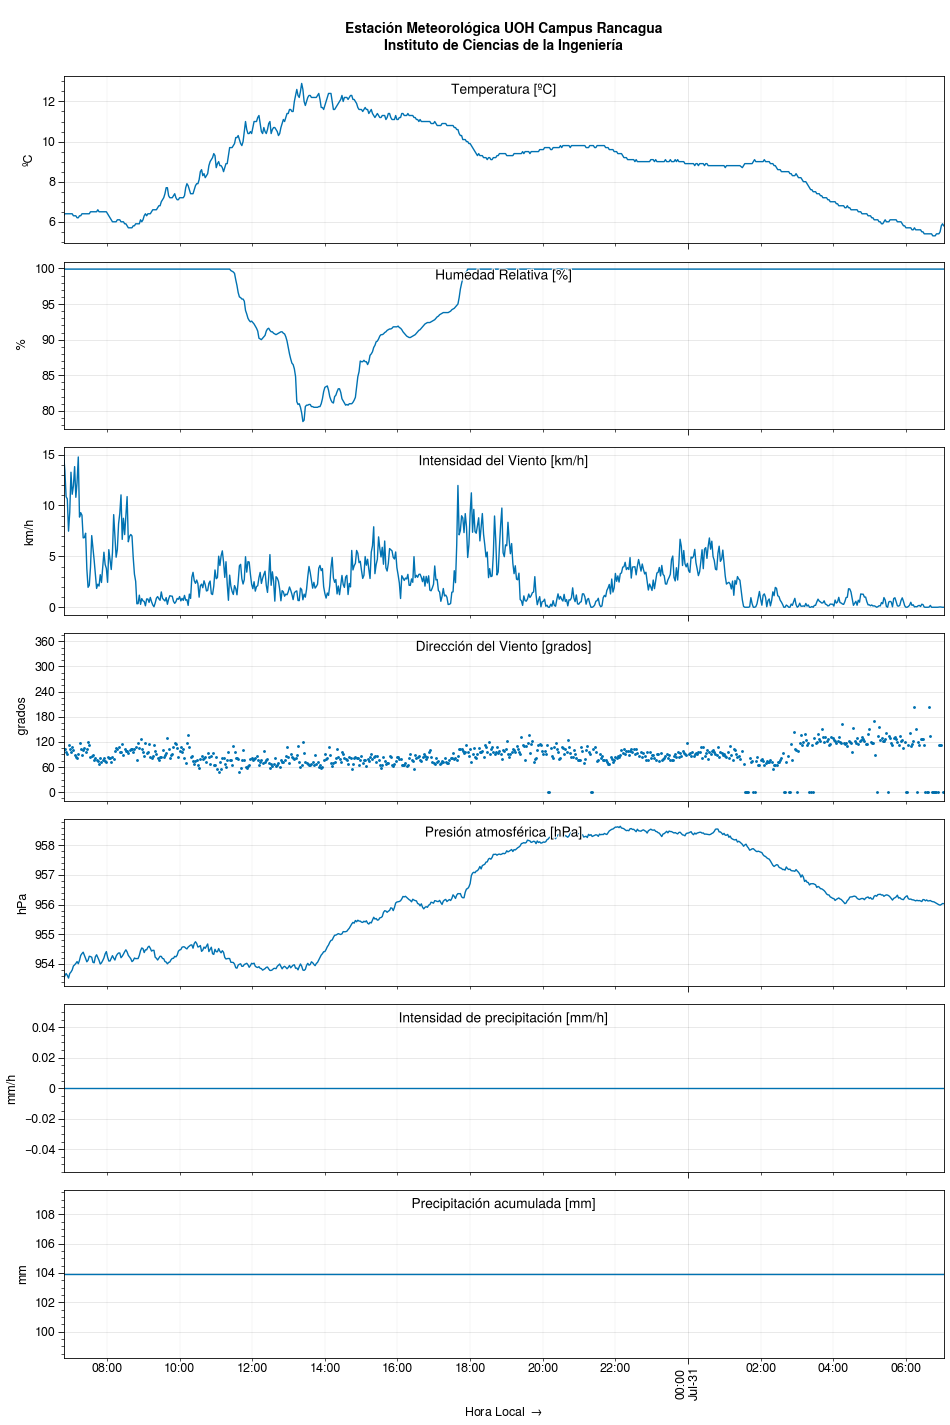 Estación Meteorológica UOH Campus Rancagua
Instituto de Ciencias de la Ingeniería
Temperatura [ºC]
12
10
8
6
ºC
Humedad Relativa [%]
100
95
90
85
80
%
Intensidad del Viento [km/h]
15
10
5
0
km/h
Dirección del Viento [grados]
360
300
240
180
120
60
0
grados
Presión atmosférica [hPa]
958
957
956
955
954
hPa
Intensidad de precipitación [mm/h]
0.04
0.02
0
−0.02
−0.04
mm/h
Precipitación acumulada [mm]
108
106
104
102
100
mm
08:00 10:00 12:00 14:00 16:00 18:00 20:00 22:00 00:00 02:00 04:00 06:00
Jul-31
Hora Local →